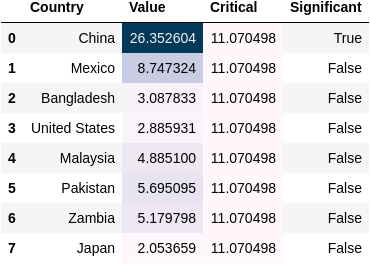 Country Value Critical Significant
0 China 26.352604 11.070498 True
1 Mexico 8.747324 11.070498 False
2 Bangladesh 3.087833 11.070498 False
3 United States 2.885931 11.070498 False
4 Malaysia 4.885100 11.070498 False
5 Pakistan 5.695095 11.070498 False
6 Zambia 5.179798 11.070498 False
7 Japan 2.053659 11.070498 False